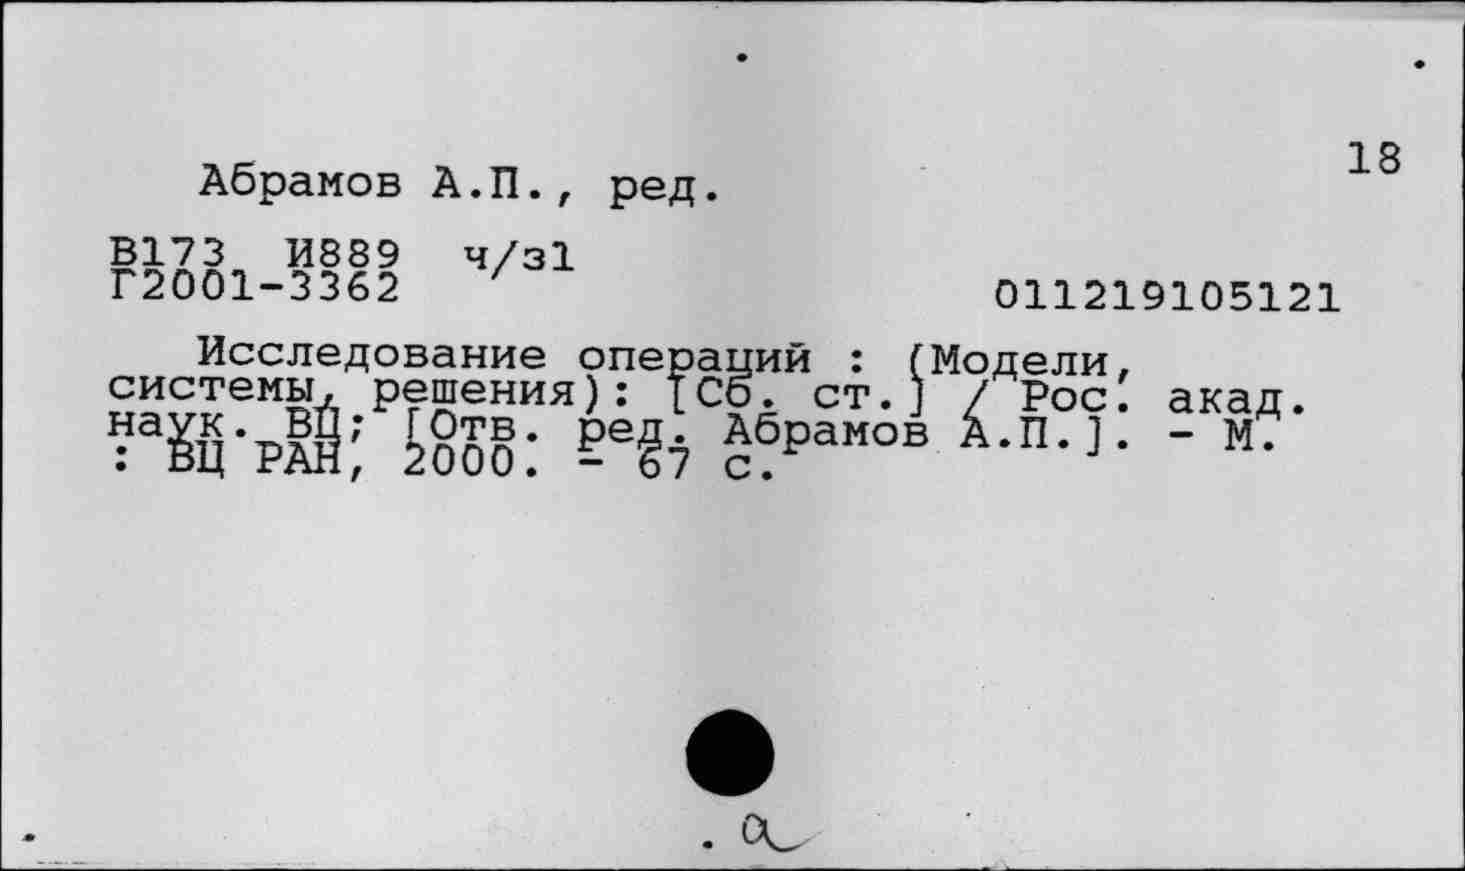 18
Абрамов А.П., ред.
В173 И889 ч/з1
Г2001-3362
011219105121
Исследование операций : (Модели,
системы, решения): [Сб. ст.] / Рос. акад.
наук. ВЦ; [Отв. ред. Абрамов А.П.]. - М.
: ВЦ РАН, 2000. - 67 с.